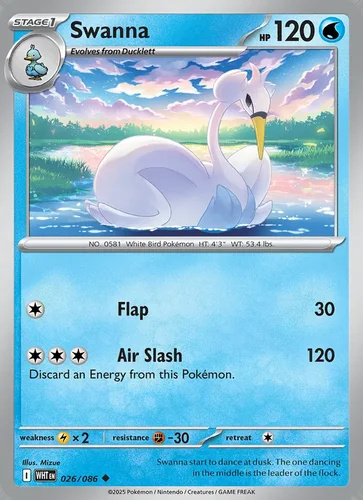 STAGE1
Swanna
HP 120
Evolves from Ducklett
NO. 0581 White Bird Pokémon HT: 4'3" WT: 53.4 lbs.
Flap 30
Air Slash 120
Discard an Energy from this Pokémon.
weakness ×2 resistance -30 retreat
Illus. Mizue
Swanna start to dance at dusk. The one dancing
in the middle is the leader of the flock.
I WHT EN 026/086
©2025 Pokémon / Nintendo / Creatures / GAME FREAK